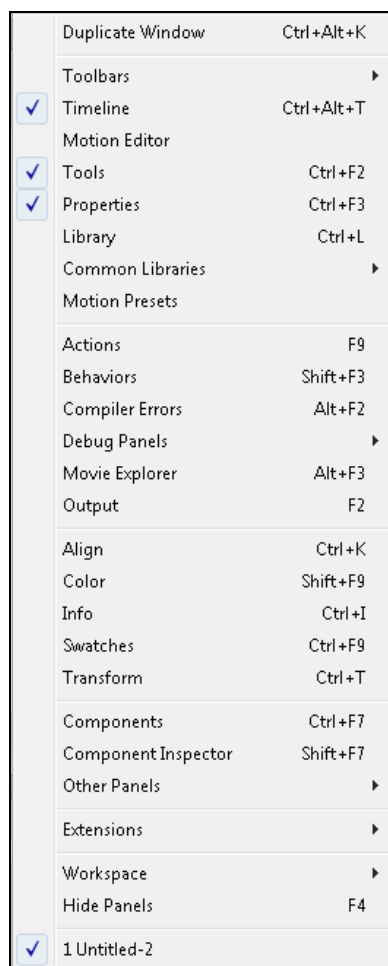 Duplicate Window Ctrl+Alt+K
Toolbars
Timeline Ctrl+Alt+T
Motion Editor
Tools Ctrl+F2
Properties Ctrl+F3
Library Ctrl+L
Common Libraries
Motion Presets
Actions F9
Behaviors Shift+F3
Compiler Errors Alt+F2
Debug Panels
Movie Explorer Alt+F3
Output F2
Align Ctrl+K
Color Shift+F9
Info Ctrl+I
Swatches Ctrl+F9
Transform Ctrl+T
Components Ctrl+F7
Component Inspector Shift+F7
Other Panels
Extensions
Workspace
Hide Panels F4
1 Untitled-2